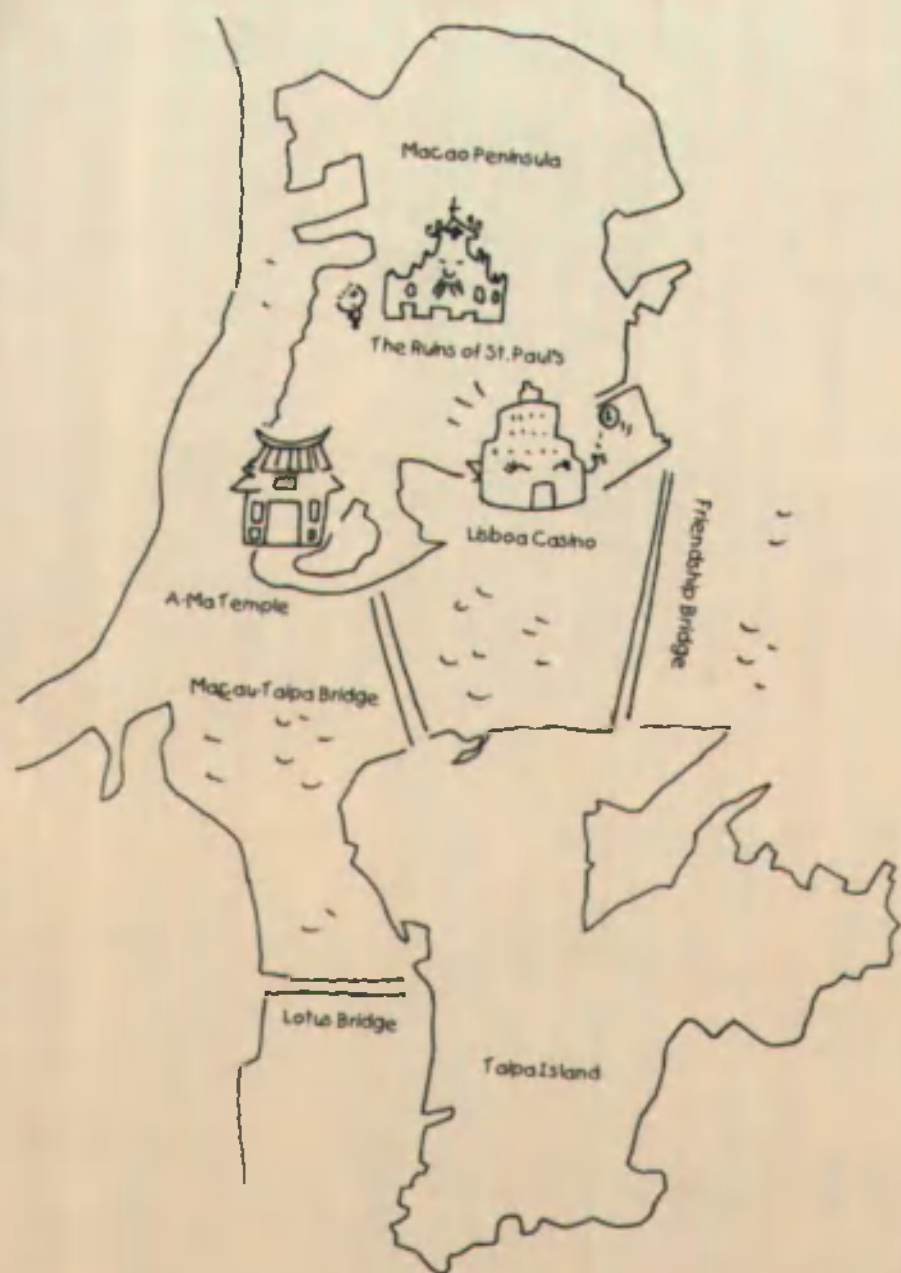 Macao Peninsula
The Ruins of St. Paul's
Lisboa Casino
Friendship Bridge
A-Ma Temple
Macau-Taipa Bridge
Lotus Bridge
Taipa Island